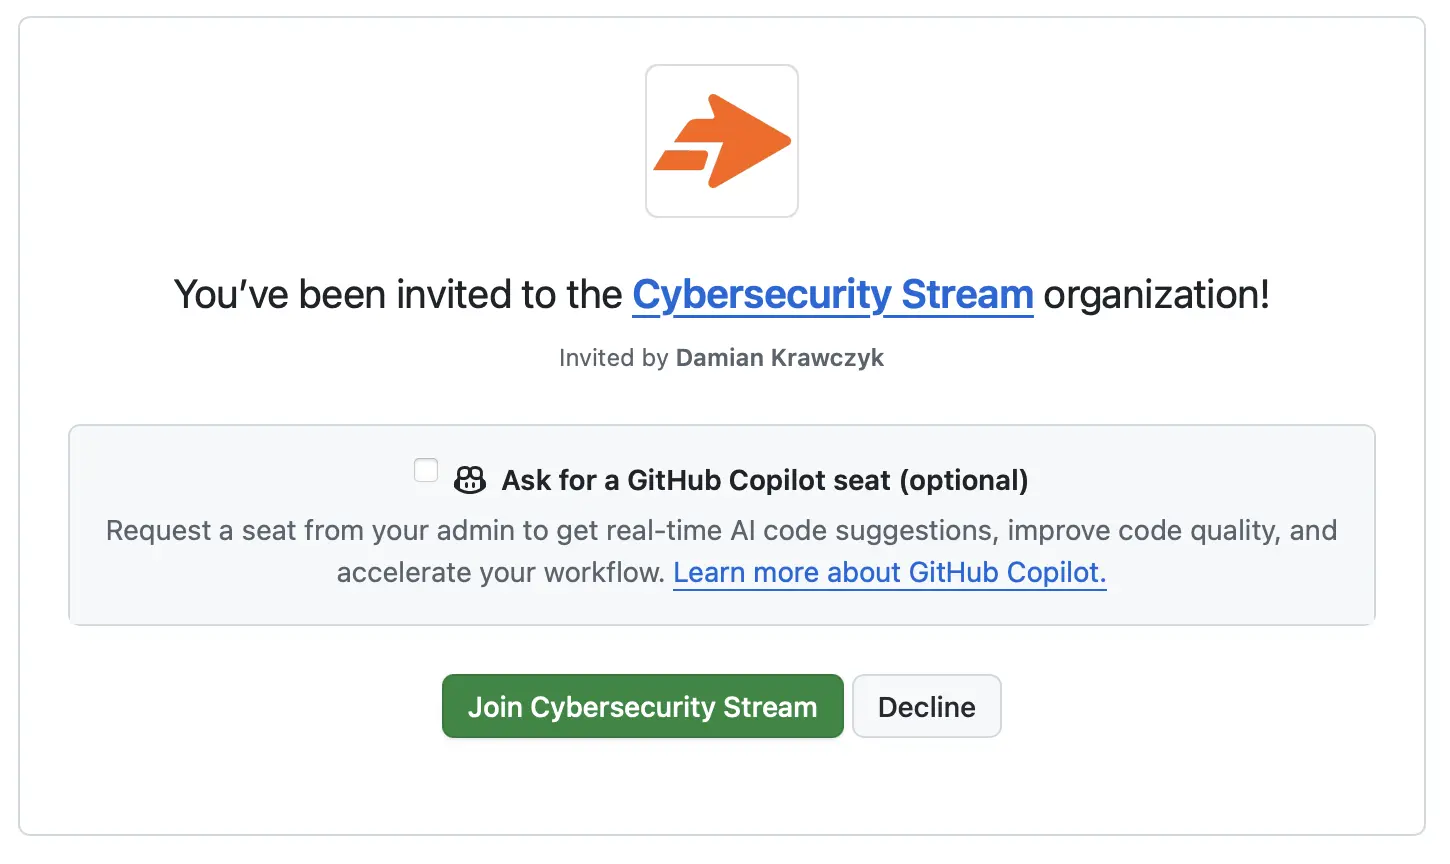 You’ve been invited to the Cybersecurity Stream organization!
Invited by Damian Krawczyk
Ask for a GitHub Copilot seat (optional)
Request a seat from your admin to get real-time AI code suggestions, improve code quality, and
accelerate your workflow. Learn more about GitHub Copilot.
Join Cybersecurity Stream
Decline